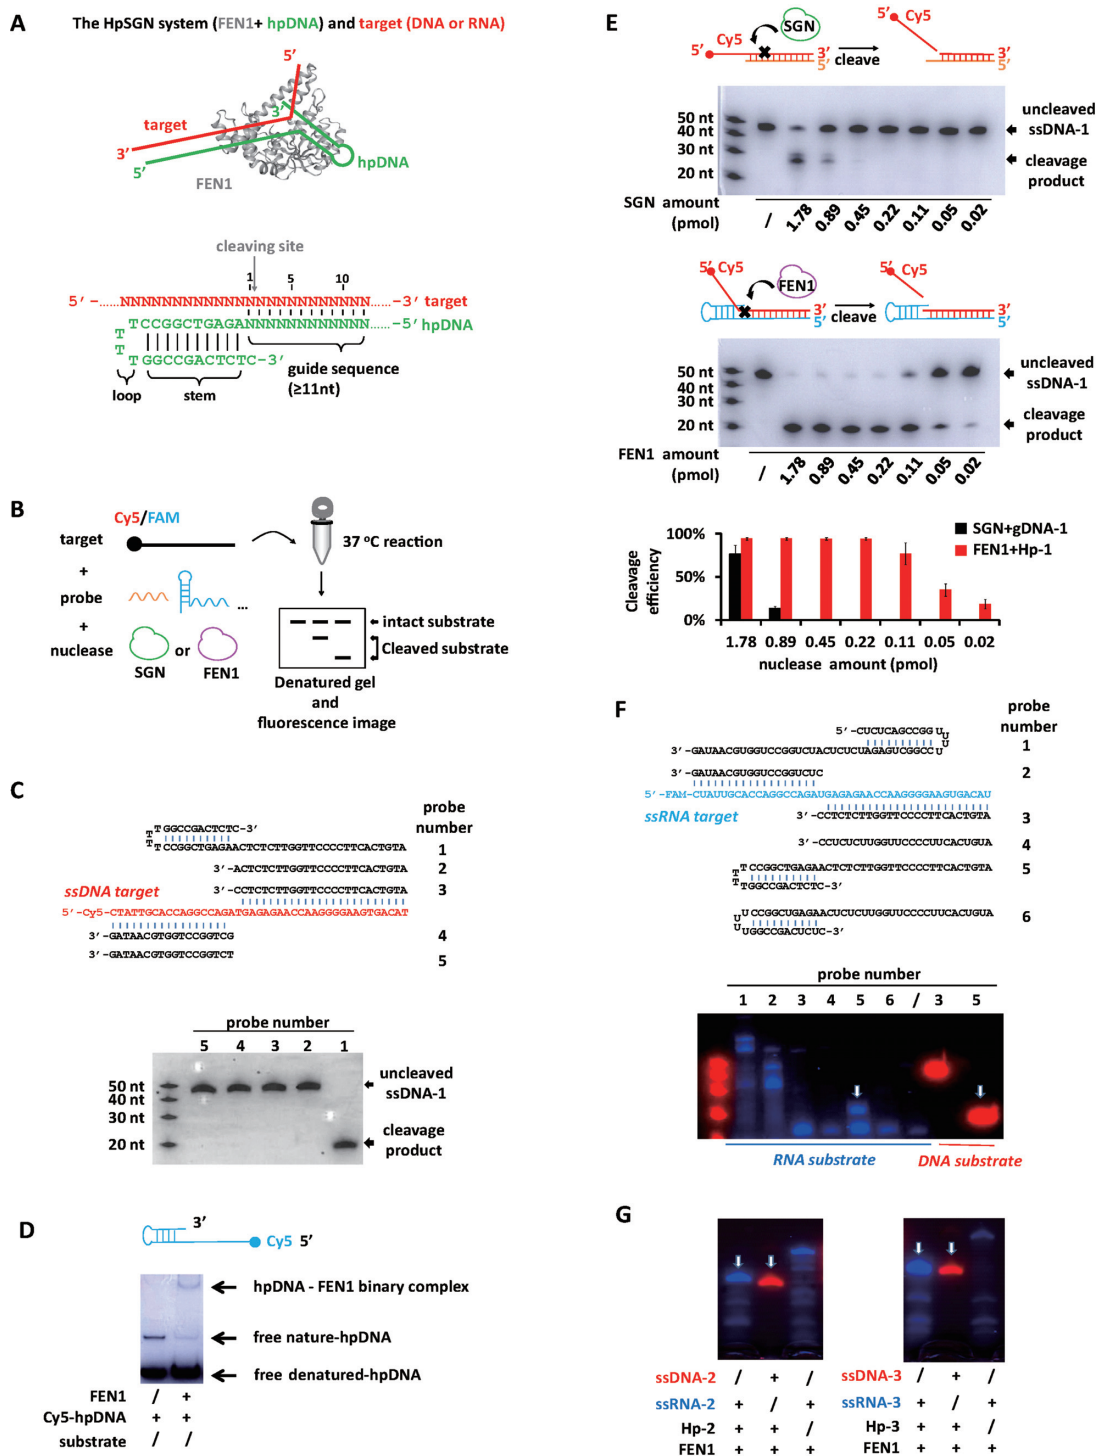 A
The HpSGN system (FEN1+ hpDNA) and target (DNA or RNA)
5'
3'
target
3'
5'
hpDNA
FEN1
cleaving site
1 5 10
5' -……NNNNNNNNNNNNNNNNNNNNNNNN……-3' target
TCCGGCTGAGANNNNNNNNNNNN……-5' hpDNA
T
T
TGGCCGACTCTC-3'
loop
stem
guide sequence
(≥11nt)
B
Cy5/FAM
target
+
probe
...
+
nuclease
SGN
or
FEN1
37 °C reaction
intact substrate
Cleaved substrate
Denatured gel
and
fluorescence image
C
probe
number
TGGCCGACTCTC-3'
T
T
TCCGGCTGAGAACTCTCTTGGTTCCCCTTCACTGTA 1
3'-ACTCTCTTGGTTCCCCTTCACTGTA 2
3'-CCTCTCTTGGTTCCCCTTCACTGTA 3
ssDNA target
5'-Cy5-CTATTGCACCAGGCCAGATGAGAGAACCAAGGGGAAGTGACAT
3'-GATAACGTGGTCCGGTCG 4
3'-GATAACGTGGTCCGGTCT 5
probe number
5 4 3 2 1
50 nt
40 nt
30 nt
20 nt
uncleaved
ssDNA-1
cleavage
product
D
3'
Cy5 5'
hpDNA - FEN1 binary complex
free nature-hpDNA
free denatured-hpDNA
FEN1 / +
Cy5-hpDNA + +
substrate / /
E
5'
Cy5
SGN
3'
5'
cleave
5'
Cy5
3'
5'
50 nt
40 nt
30 nt
20 nt
uncleaved
ssDNA-1
cleavage
product
SGN amount
(pmol)
/ 1.78 0.89 0.45 0.22 0.11 0.05 0.02
5'
Cy5
FEN1
3'
5'
cleave
5'
Cy5
3'
5'
50 nt
40 nt
30 nt
20 nt
uncleaved
ssDNA-1
cleavage
product
FEN1 amount
(pmol)
/ 1.78 0.89 0.45 0.22 0.11 0.05 0.02
Cleavage
efficiency
100%
50%
0%
SGN+gDNA-1
FEN1+Hp-1
1.78 0.89 0.45 0.22 0.11 0.05 0.02
nuclease amount (pmol)
F
probe
number
5'-CUCUCAGCCGGU
U
U
3'-GAUAACGUGGUCCGGUCUACUCUCUAGAGUCGGCCU 1
3'-GAUAACGUGGUCCGGUCUC 2
5'-FAM-CUAUUGCACCAGGCCAGAUGAGAGAACCAAGGGGAAGUGACAU
ssRNA target
3'-CCTCTCTTGGTTCCCCTTCACTGTA 3
3'-CCUCUCUUGGUUCCCCUUCACUGUA 4
TCCGGCTGAGAACTCTCTTGGTTCCCCTTCACTGTA 5
T
T
TGGCCGACTCTC-3'
UCCGGCUGAGAACUCUCUUGGUUCCCCUUCACUGUA 6
U
U
UGGCCGACUCUC-3'
probe number
1 2 3 4 5 6 / 3 5
RNA substrate
DNA substrate
G
ssDNA-2 / + /
ssRNA-2 + / +
Hp-2 + + /
FEN1 + + +
ssDNA-3 / + /
ssRNA-3 + / +
Hp-3 + + /
FEN1 + + +